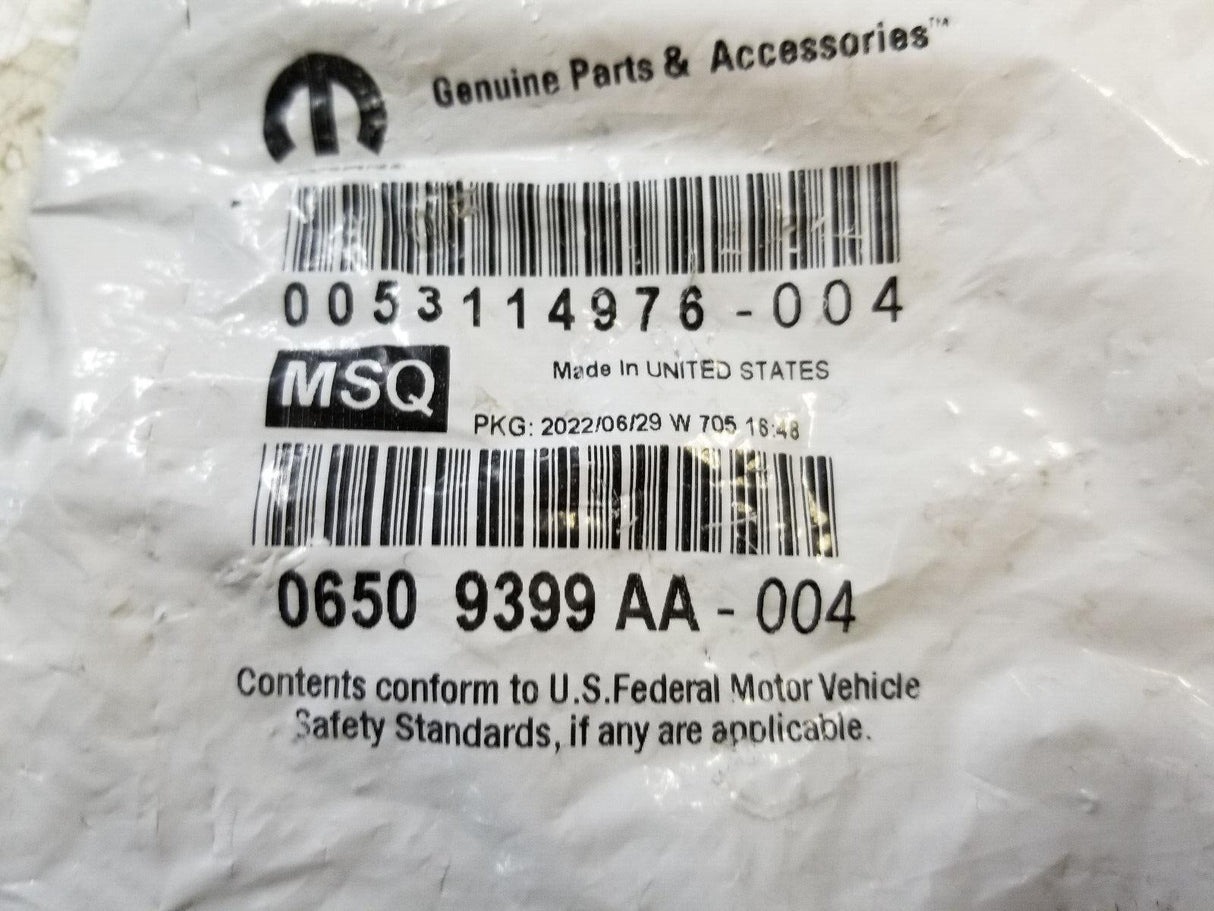 Genuine Parts & Accessories™
0053114976-004
MSQ
Made In UNITED STATES
PKG: 2022/06/29 W 705 16:48
0650 9399 AA - 004
Contents conform to U.S.Federal Motor Vehicle
Safety Standards, if any are applicable.